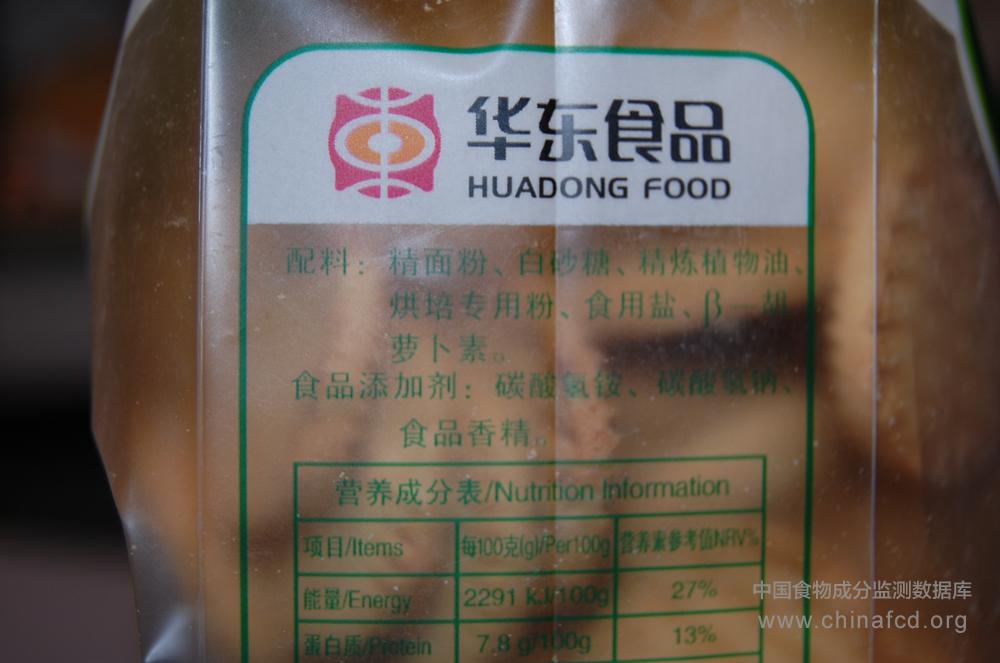 华东食品
HUADONG FOOD
配料：精面粉、白砂糖、精炼植物油、
烘培专用粉、食用盐、β—胡
萝卜素。
食品添加剂：碳酸氢铵、碳酸氢钠、
食品香精。
营养成分表/Nutrition Information
项目/Items 每100克(g)/Per100g 营养素参考值NRV%
能量/Energy 2291 kJ/100g 27%
蛋白质/Protein 7.8 g/100g 13%
中国食物成分监测数据库
www.chinafcd.org